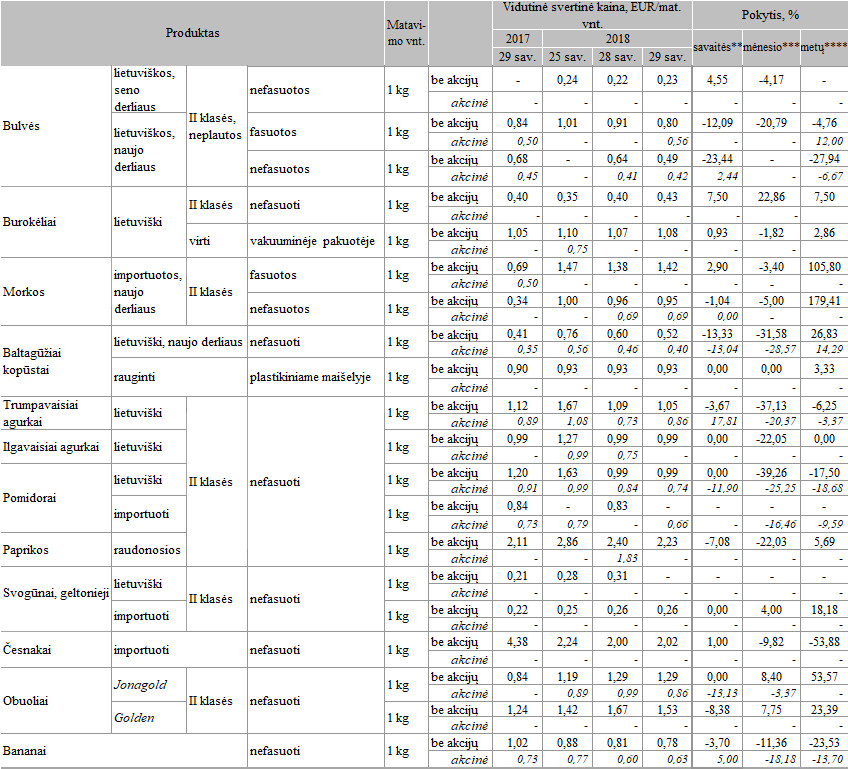 Produktas Matavi-mo vnt. Vidutinė svertinė kaina, EUR/mat. vnt. Pokytis, %
2017 2018 savaitės** mėnesio*** metų****
29 sav. 25 sav. 28 sav. 29 sav.
Bulvės lietuviškos, seno derliaus II klasės, neplautos nefasuotos 1 kg be akcijų - 0,24 0,22 0,23 4,55 -4,17 -
akcinė - - - - - - -
lietuviškos, naujo derliaus fasuotos 1 kg be akcijų 0,84 1,01 0,91 0,80 -12,09 -20,79 -4,76
akcinė 0,50 - - 0,56 - - 12,00
nefasuotos 1 kg be akcijų 0,68 - 0,64 0,49 -23,44 - -27,94
akcinė 0,45 - 0,41 0,42 2,44 - -6,67
Burokėliai lietuviški II klasės nefasuoti 1 kg be akcijų 0,40 0,35 0,40 0,43 7,50 22,86 7,50
akcinė - - - - - - -
virti vakuuminėje pakuotėje 1 kg be akcijų 1,05 1,10 1,07 1,08 0,93 -1,82 2,86
akcinė - 0,75 - - - - -
Morkos importuotos, naujo derliaus II klasės fasuotos 1 kg be akcijų 0,69 1,47 1,38 1,42 2,90 -3,40 105,80
akcinė 0,50 - - - - - -
nefasuotos 1 kg be akcijų 0,34 1,00 0,96 0,95 -1,04 -5,00 179,41
akcinė - - 0,69 0,69 0,00 - -
Baltagūžiai kopūstai lietuviški, naujo derliaus nefasuoti 1 kg be akcijų 0,41 0,76 0,60 0,52 -13,33 -31,58 26,83
akcinė 0,35 0,56 0,46 0,40 -13,04 -28,57 14,29
rauginti plastikiniame maišelyje 1 kg be akcijų 0,90 0,93 0,93 0,93 0,00 0,00 3,33
akcinė - - - - - - -
Trumpavaisiai agurkai lietuviški II klasės nefasuoti 1 kg be akcijų 1,12 1,67 1,09 1,05 -3,67 -37,13 -6,25
akcinė 0,89 1,08 0,73 0,86 17,81 -20,37 -3,37
Ilgavaisiai agurkai lietuviški 1 kg be akcijų 0,99 1,27 0,99 0,99 0,00 -22,05 0,00
akcinė - 0,99 0,75 - - - -
Pomidorai lietuviški 1 kg be akcijų 1,20 1,63 0,99 0,99 0,00 -39,26 -17,50
akcinė 0,91 0,99 0,84 0,74 -11,90 -25,25 -18,68
importuoti 1 kg be akcijų 0,84 - 0,83 - - - -
akcinė 0,73 0,79 - 0,66 - -16,46 -9,59
Paprikos raudonosios 1 kg be akcijų 2,11 2,86 2,40 2,23 -7,08 -22,03 5,69
akcinė - - 1,83 - - - -
Svogūnai, geltonieji lietuviški II klasės nefasuoti 1 kg be akcijų 0,21 0,28 0,31 - - - -
akcinė - - - - - - -
importuoti 1 kg be akcijų 0,22 0,25 0,26 0,26 0,00 4,00 18,18
akcinė - - - - - - -
Česnakai importuoti nefasuoti 1 kg be akcijų 4,38 2,24 2,00 2,02 1,00 -9,82 -53,88
akcinė - - - - - - -
Obuoliai Jonagold II klasės nefasuoti 1 kg be akcijų 0,84 1,19 1,29 1,29 0,00 8,40 53,57
akcinė - 0,89 0,99 0,86 -13,13 -3,37 -
Golden 1 kg be akcijų 1,24 1,42 1,67 1,53 -8,38 7,75 23,39
akcinė - - - - - - -
Bananai nefasuoti 1 kg be akcijų 1,02 0,88 0,81 0,78 -3,70 -11,36 -23,53
akcinė 0,73 0,77 0,60 0,63 5,00 -18,18 -13,70